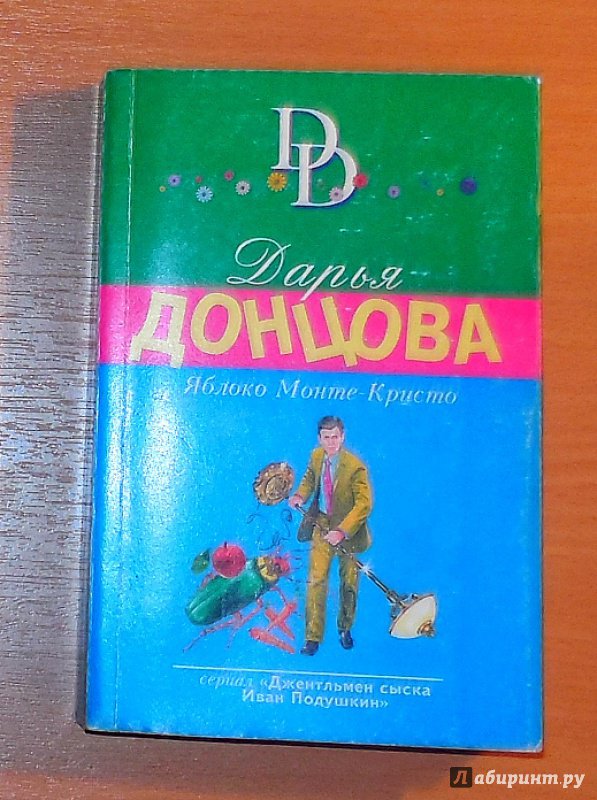 DD
Дарья
ДОНЦОВА
Яблоко Монте-Кристо
сериал «Джентльмен сыска
Иван Подушкин»
Лабиринт.ру